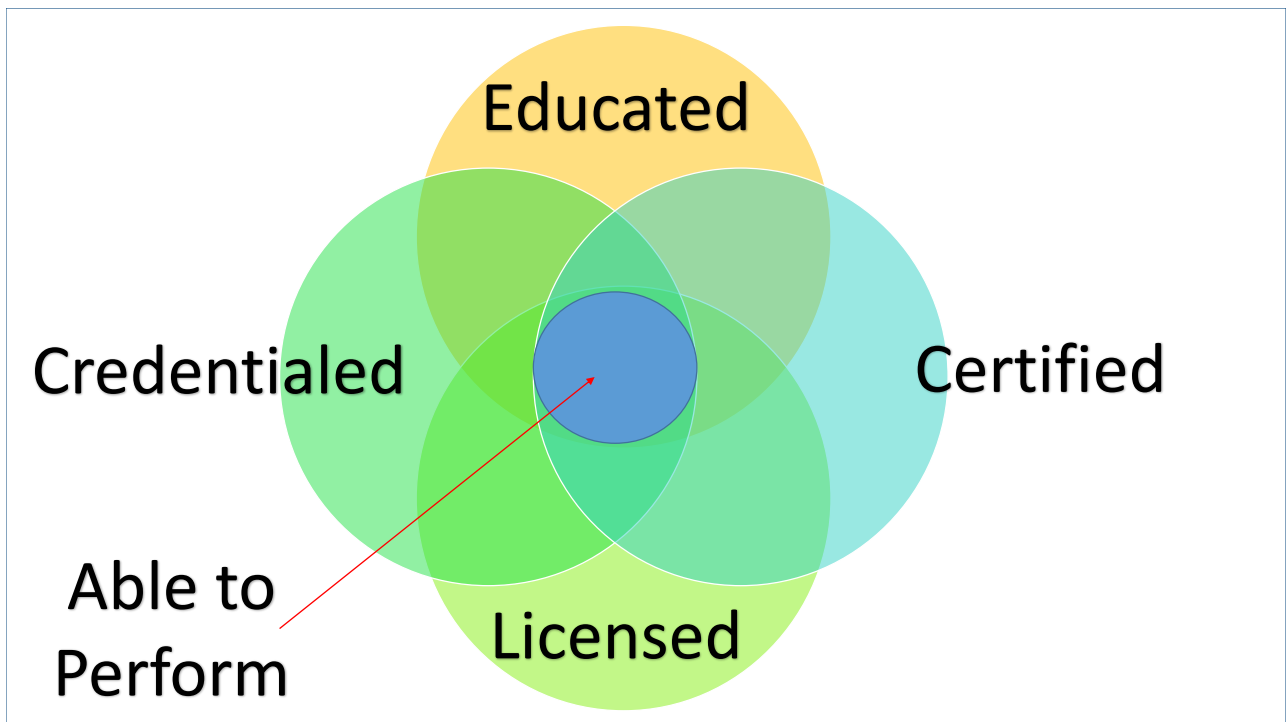 Educated
Credentialed
Certified
Able to
Perform
Licensed